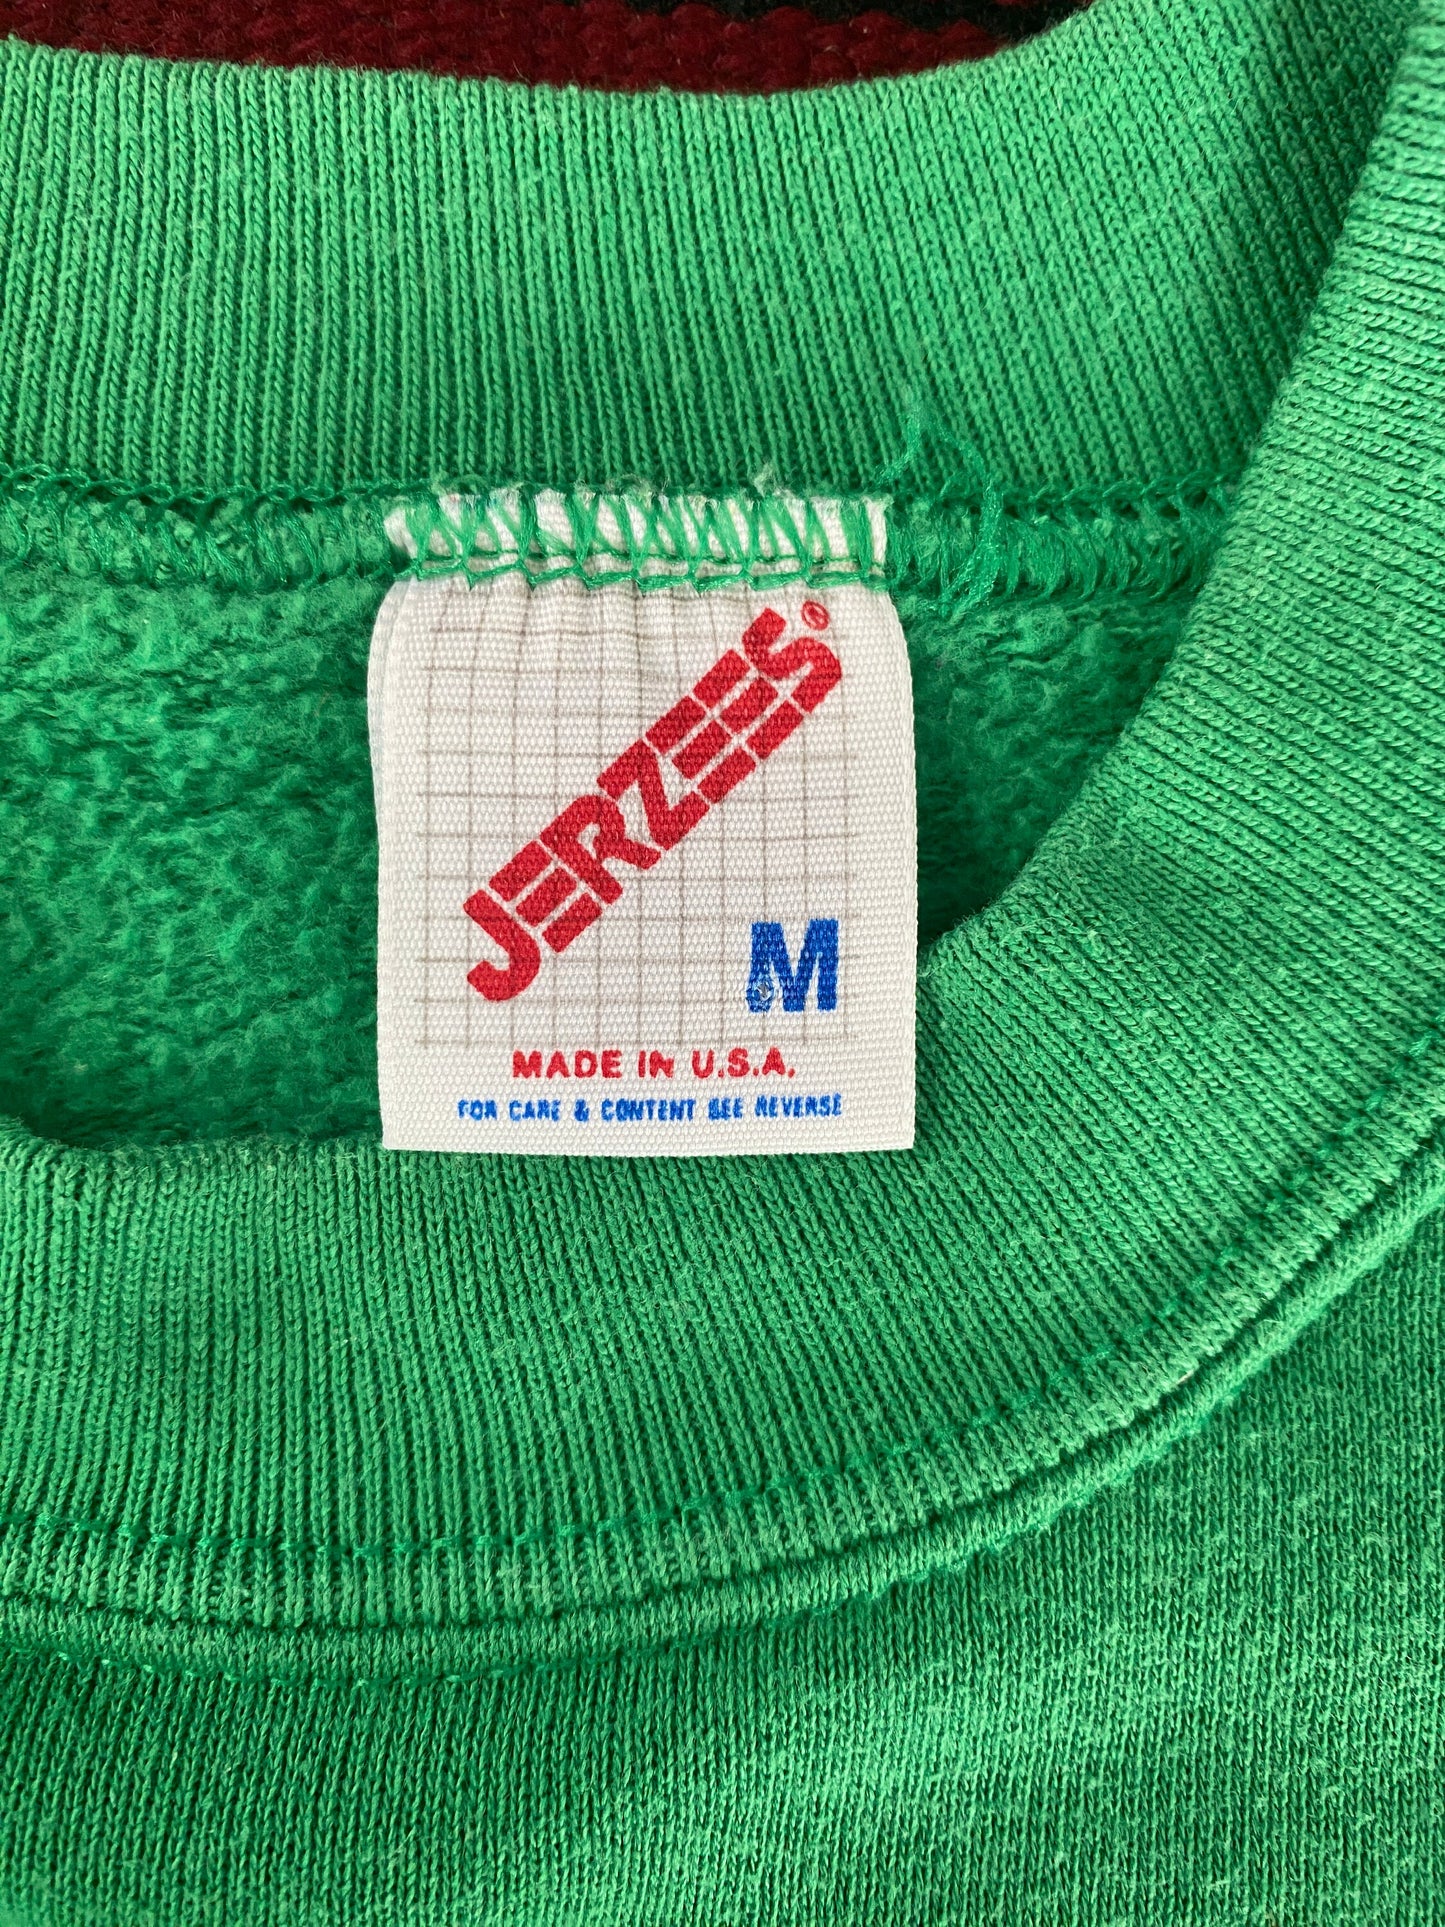 JERZEES®
M
MADE IN U.S.A.
FOR CARE & CONTENT SEE REVERSE